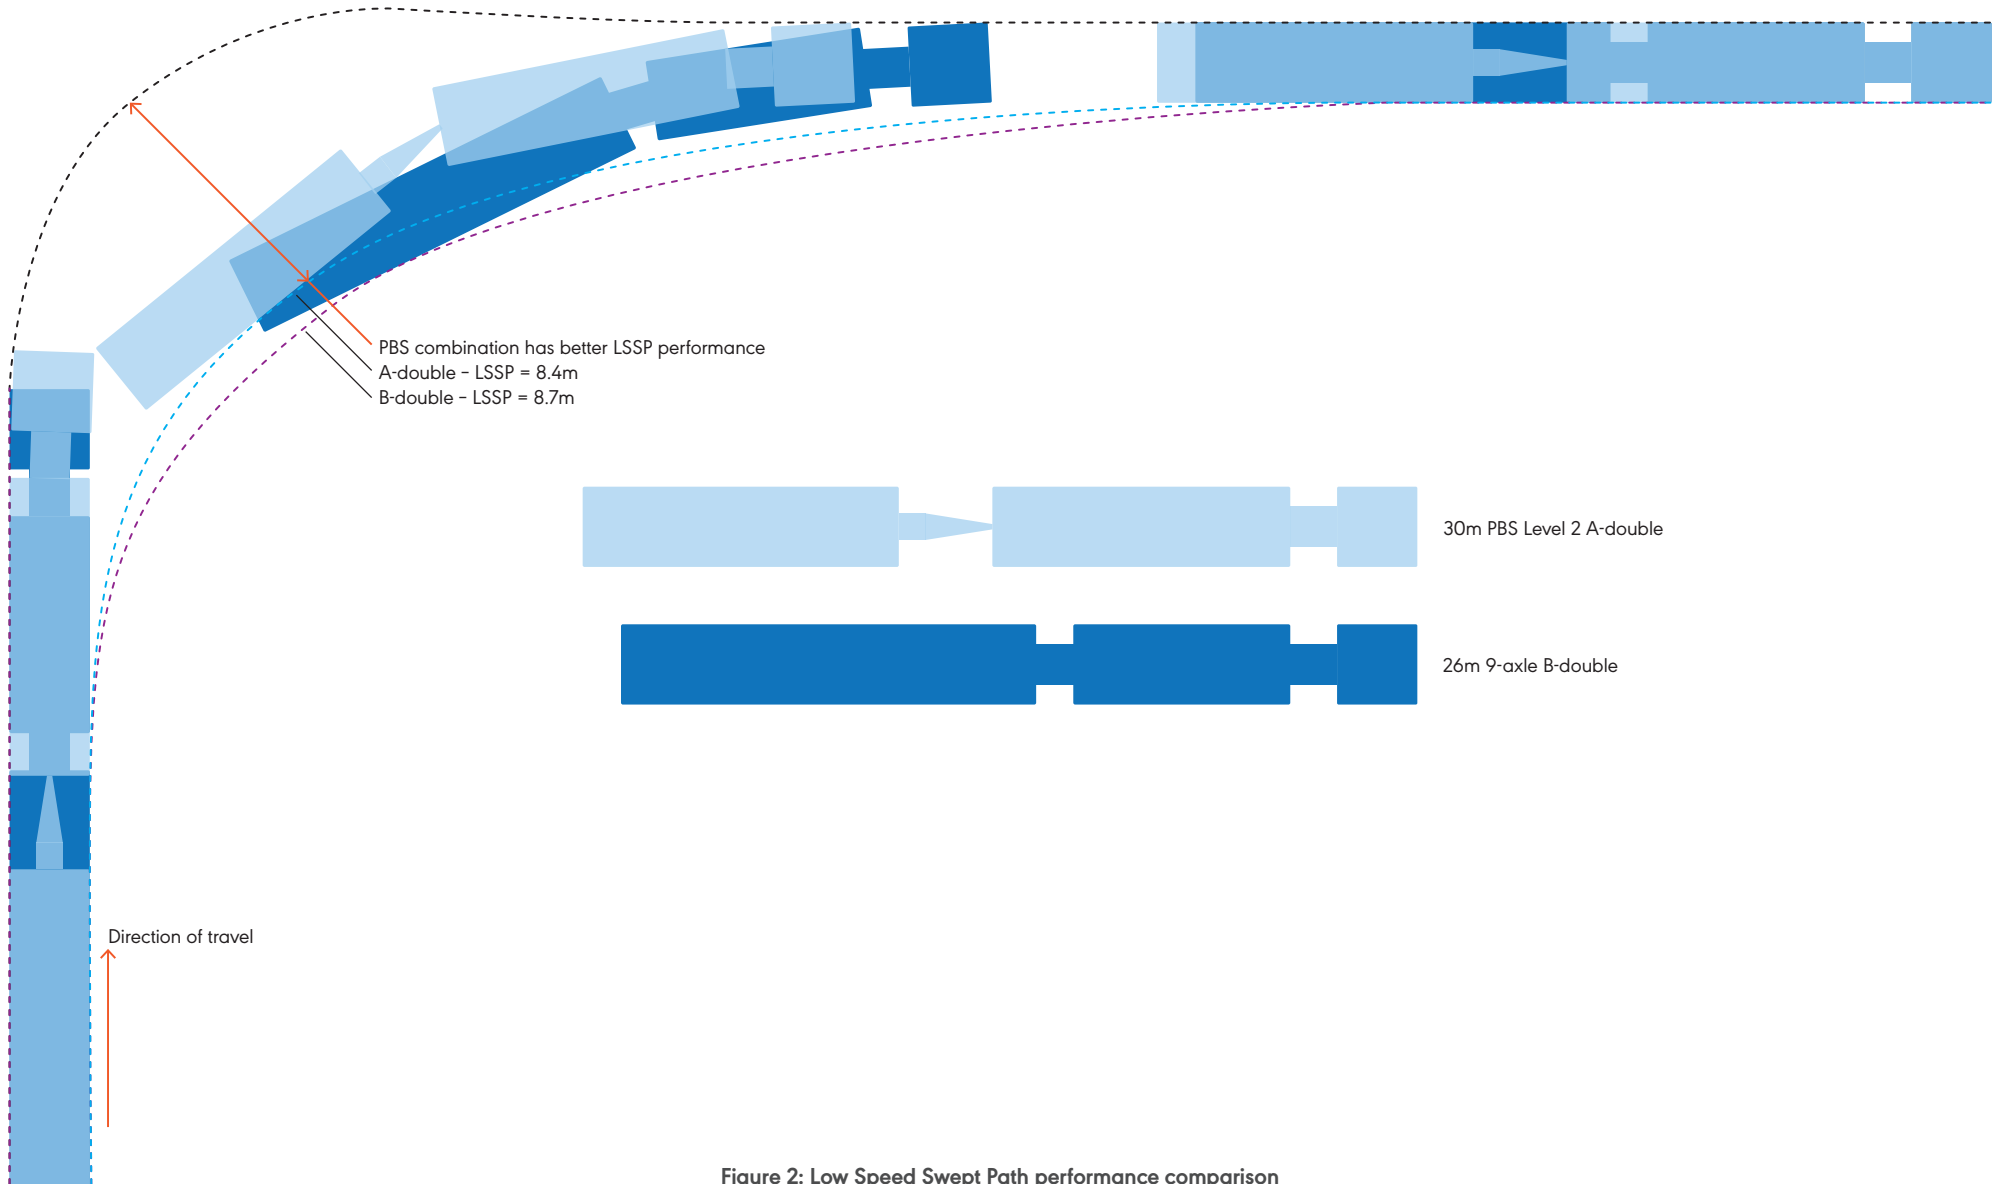 PBS combination has better LSSP performance
A-double – LSSP = 8.4m
B-double – LSSP = 8.7m
30m PBS Level 2 A-double
26m 9-axle B-double
Direction of travel
Figure 2: Low Speed Swept Path performance comparison